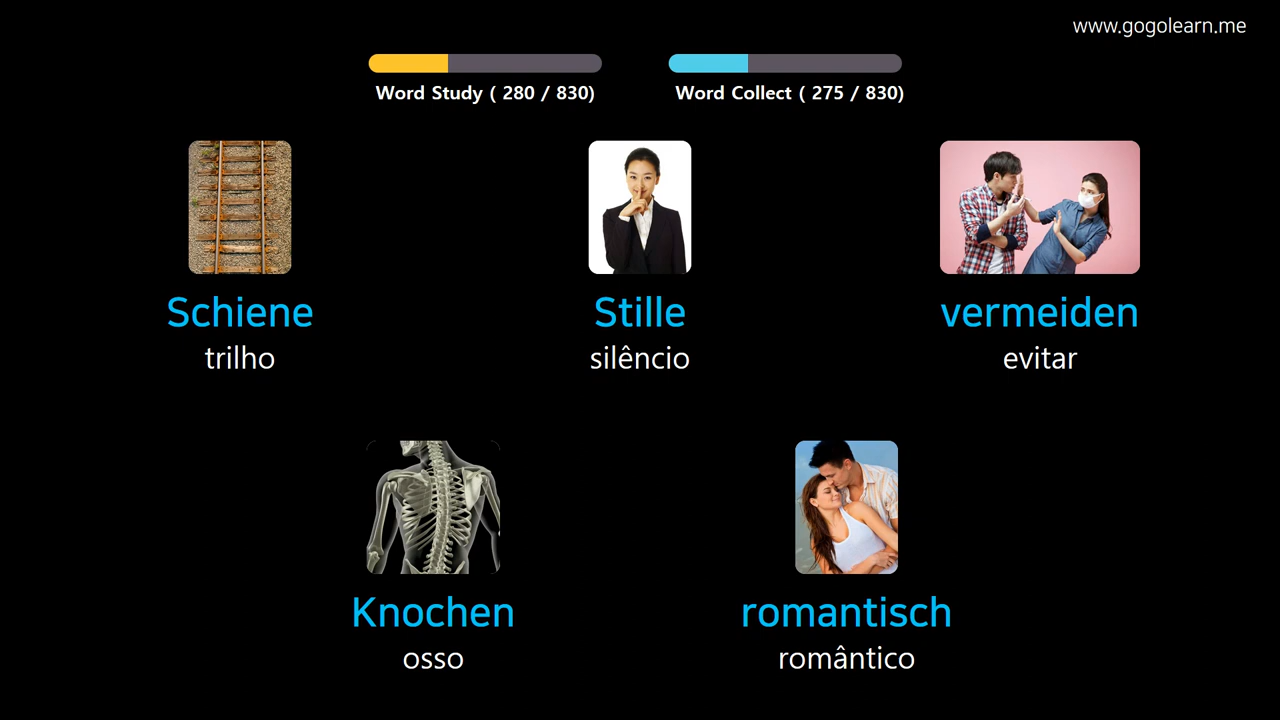 www.gogolearn.me
Word Study ( 280 / 830)
Word Collect ( 275 / 830)
Schiene
trilho
Stille
silêncio
vermeiden
evitar
Knochen
osso
romantisch
romântico